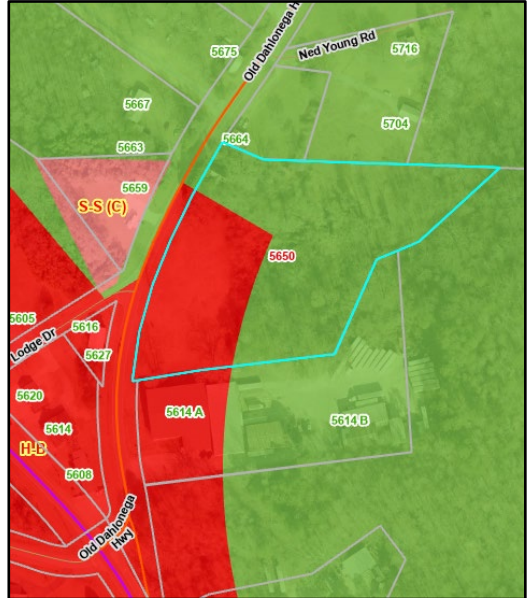 Old Dahlonega H
5675
Ned Young Rd
5716
5667
5704
5664
5663
5659
S-S (C)
5650
5605
5616
Lodge Dr
5627
5620
5614 A
5614 B
5614
H-B
5608
Old Dahlonega
Hwy